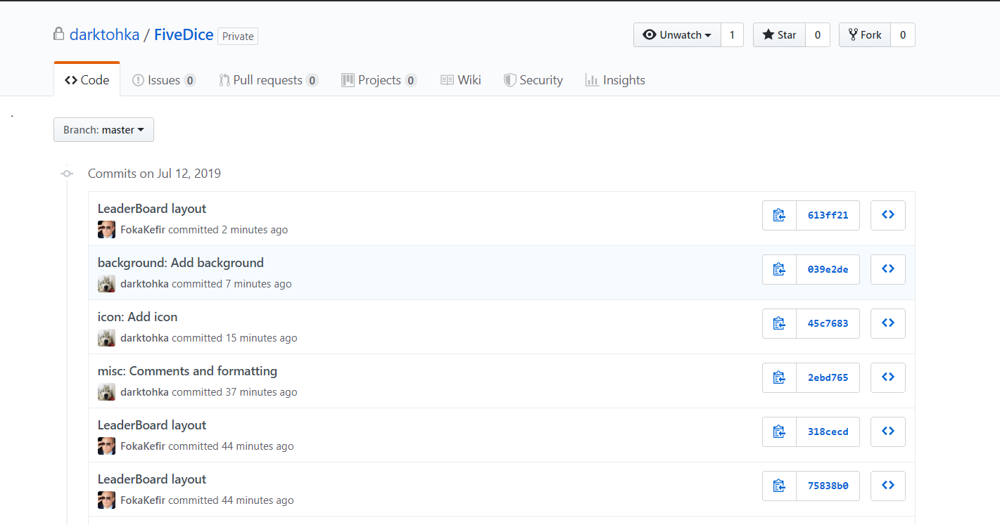 darktohka / FiveDice Private Unwatch 1 Star 0 Fork 0
Code Issues 0 Pull requests 0 Projects 0 Wiki Security Insights
.
Branch: master
Commits on Jul 12, 2019
LeaderBoard layout
FokaKefir committed 2 minutes ago
613ff21
background: Add background
darktohka committed 7 minutes ago
039e2de
icon: Add icon
darktohka committed 15 minutes ago
45c7683
misc: Comments and formatting
darktohka committed 37 minutes ago
2ebd765
LeaderBoard layout
FokaKefir committed 44 minutes ago
318cecd
LeaderBoard layout
FokaKefir committed 44 minutes ago
75838b0